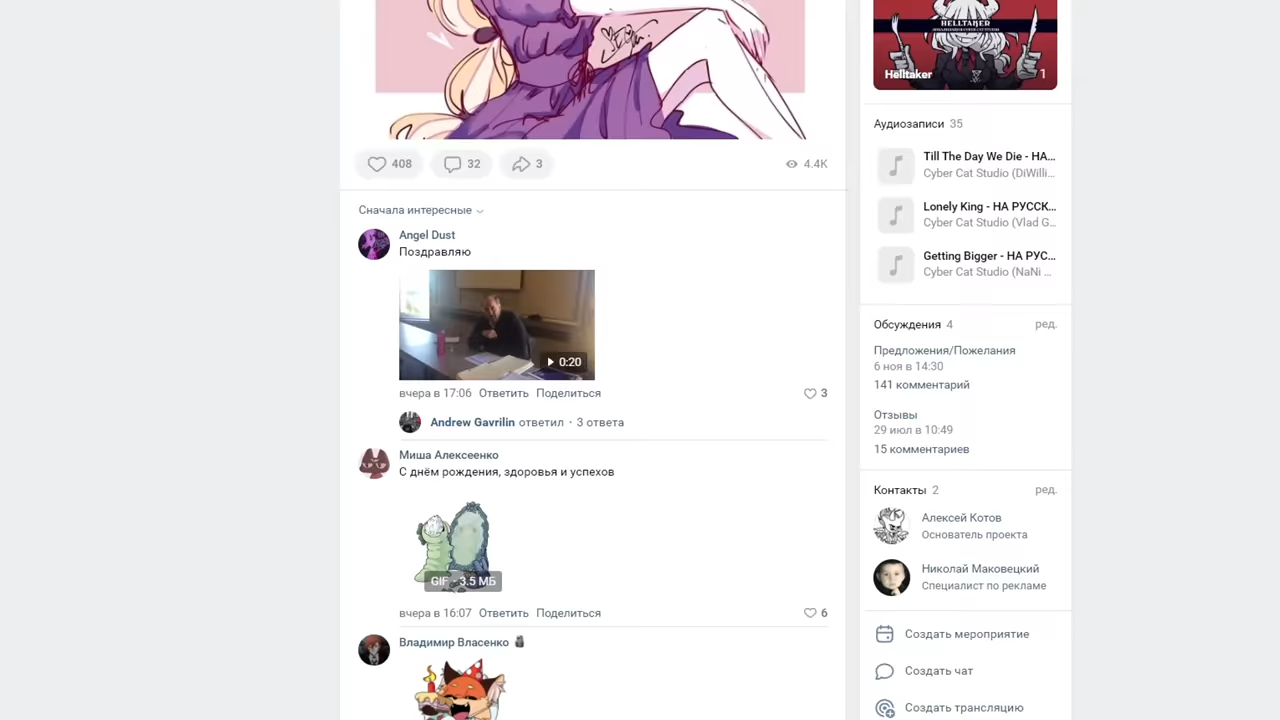 408
32
3
4.4K
Сначала интересные
Angel Dust
Поздравляю
0:20
вчера в 17:06 Ответить Поделиться
3
Andrew Gavrilin ответил · 3 ответа
Миша Алексеенко
С днём рождения, здоровья и успехов
GIF · 3.5 МБ
вчера в 16:07 Ответить Поделиться
6
Владимир Власенко
HELLTAKER
Helltaker
1
Аудиозаписи 35
Till The Day We Die - НА...
Cyber Cat Studio (DiWilli...
Lonely King - НА РУССК...
Cyber Cat Studio (Vlad G...
Getting Bigger - НА РУС...
Cyber Cat Studio (NaNi ...
Обсуждения 4
ред.
Предложения/Пожелания
6 ноя в 14:30
141 комментарий
Отзывы
29 июл в 10:49
15 комментариев
Контакты 2
ред.
Алексей Котов
Основатель проекта
Николай Маковецкий
Специалист по рекламе
Создать мероприятие
Создать чат
Создать трансляцию